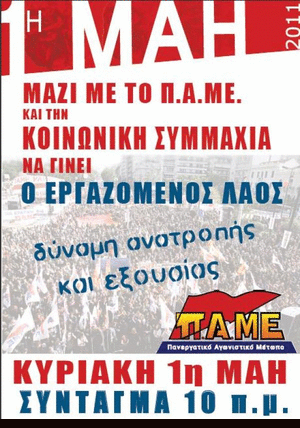 1Η ΜΑΗ 2011
ΜΑΖΙ ΜΕ ΤΟ Π.Α.ΜΕ.
ΚΑΙ ΤΗΝ
ΚΟΙΝΩΝΙΚΗ ΣΥΜΜΑΧΙΑ
ΝΑ ΓΙΝΕΙ
Ο ΕΡΓΑΖΟΜΕΝΟΣ ΛΑΟΣ
δύναμη ανατροπής
και εξουσίας
ΠΑΜΕ
Πανεργατικό Αγωνιστικό Μέτωπο
ΚΥΡΙΑΚΗ 1η ΜΑΗ
ΣΥΝΤΑΓΜΑ 10 π.μ.